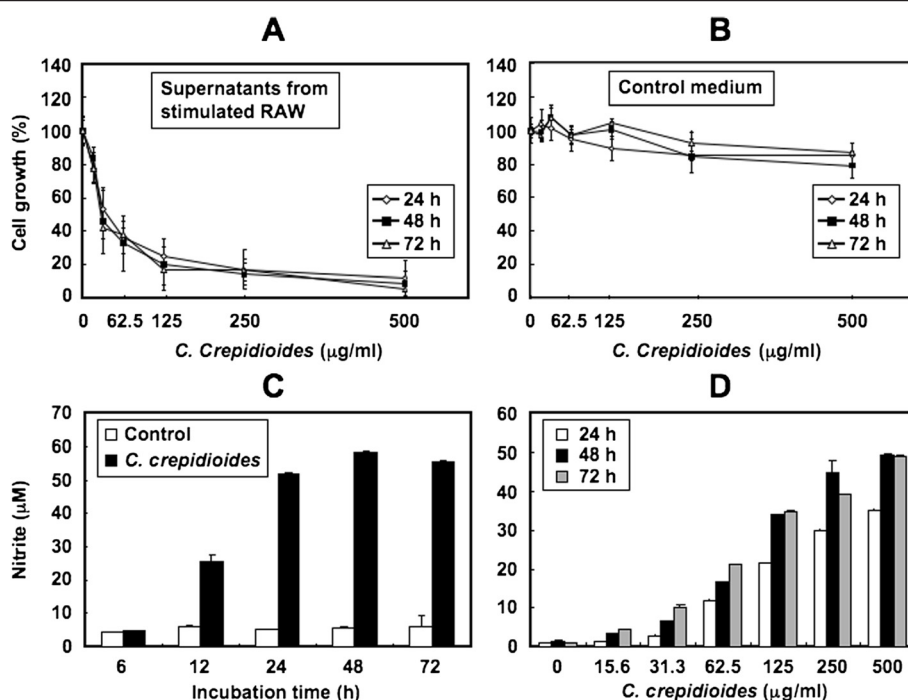 A
140
120
100
80
60
40
20
0
Cell growth (%)
Supernatants from
stimulated RAW
24 h
48 h
72 h
0 62.5 125 250 500
C. Crepidioides (μg/ml)
B
140
120
100
80
60
40
20
0
Control medium
24 h
48 h
72 h
0 62.5 125 250 500
C. Crepidioides (μg/ml)
C
70
60
50
40
30
20
10
0
Nitrite (μM)
Control
C. crepidioides
6 12 24 48 72
Incubation time (h)
D
60
50
40
30
20
10
0
24 h
48 h
72 h
0 15.6 31.3 62.5 125 250 500
C. crepidioides (μg/ml)